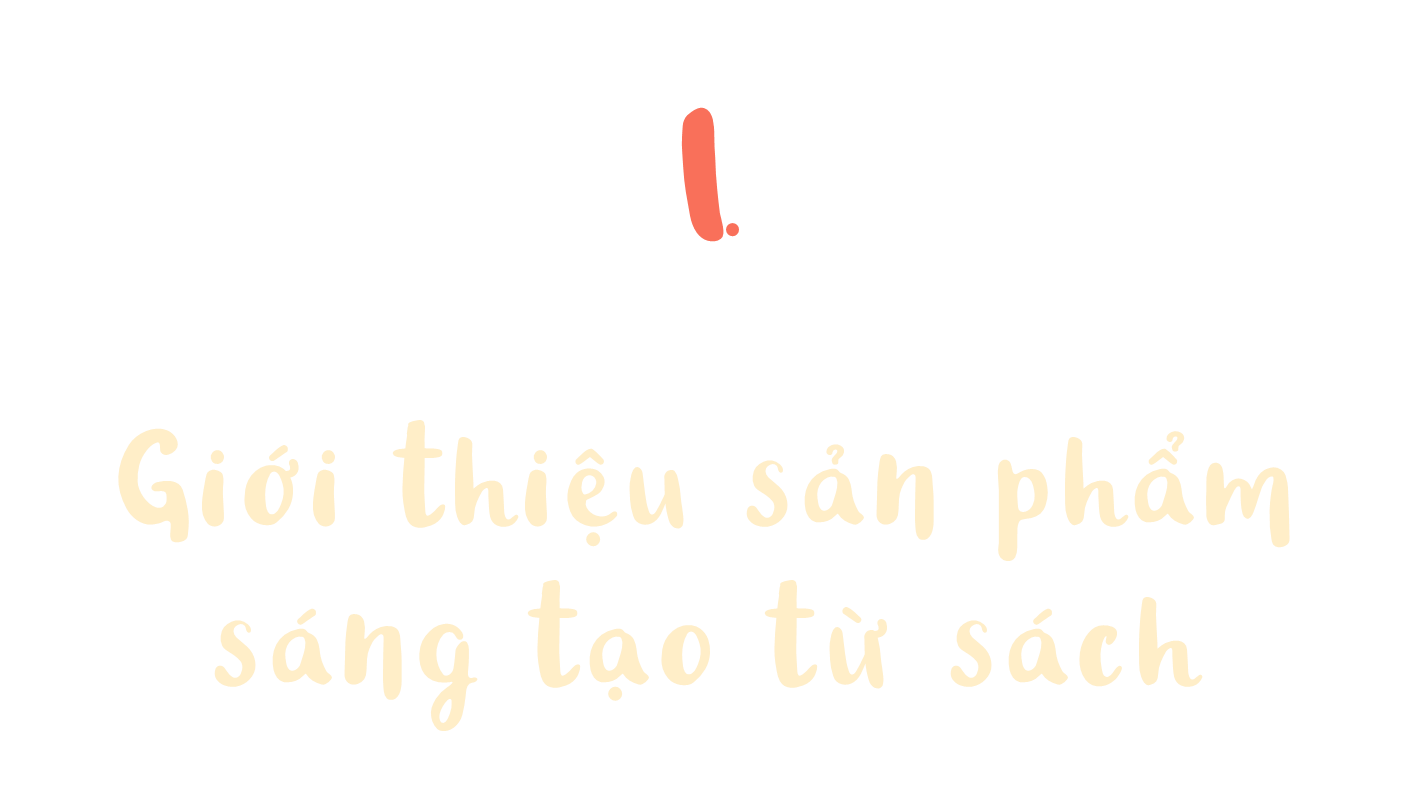 1.
Giới thiệu sản phẩm
sáng tạo từ sách